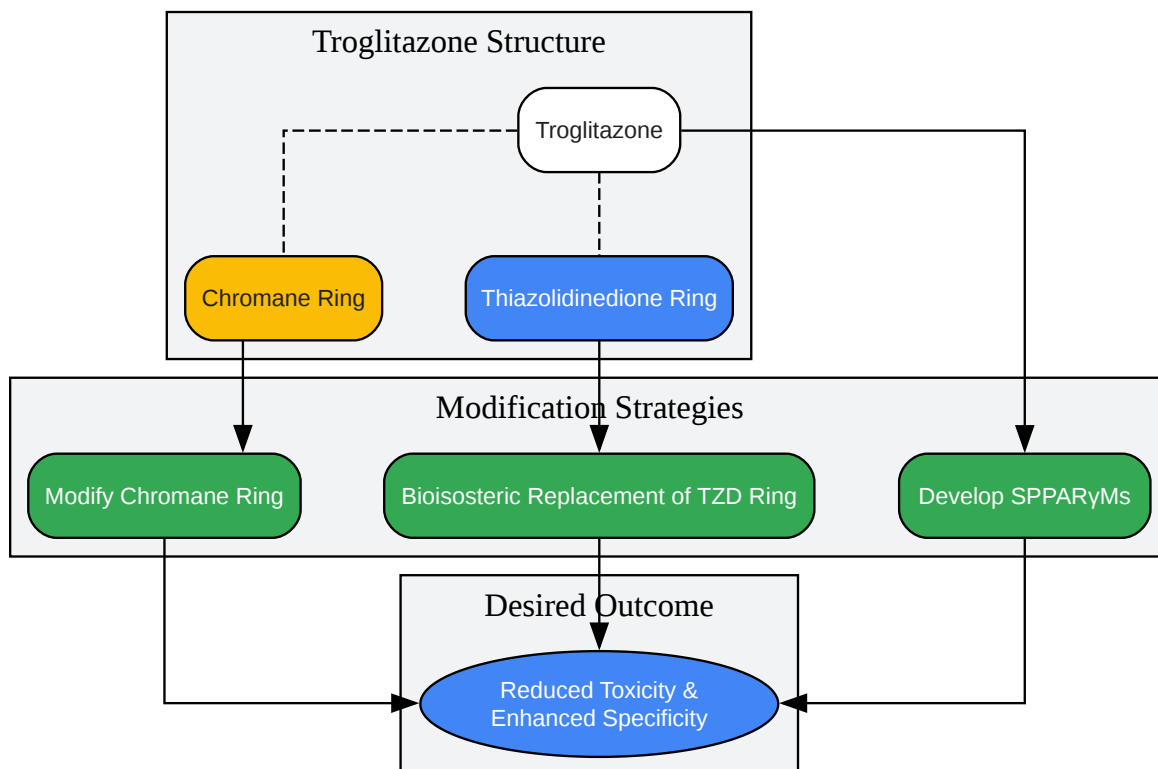 Troglitazone Structure
Troglitazone
Chromane Ring
Thiazolidinedione Ring
Modification Strategies
Modify Chromane Ring
Bioisosteric Replacement of TZD Ring
Develop SPPARγMs
Desired Outcome
Reduced Toxicity &
Enhanced Specificity